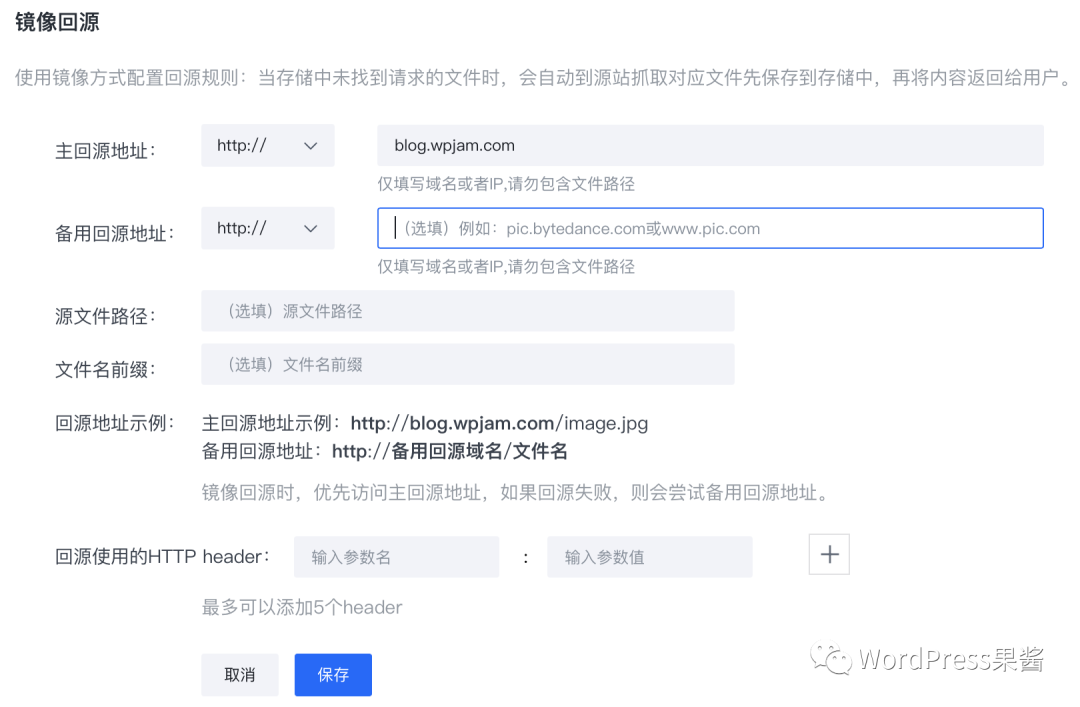 镜像回源
使用镜像方式配置回源规则：当存储中未找到请求的文件时，会自动到源站抓取对应文件先保存到存储中，再将内容返回给用户。
主回源地址： http:// blog.wpjam.com
仅填写域名或者IP,请勿包含文件路径
备用回源地址： http:// （选填）例如：pic.bytedance.com或www.pic.com
仅填写域名或者IP,请勿包含文件路径
源文件路径： （选填）源文件路径
文件名前缀： （选填）文件名前缀
回源地址示例： 主回源地址示例：http://blog.wpjam.com/image.jpg
备用回源地址：http://备用回源域名/文件名
镜像回源时，优先访问主回源地址，如果回源失败，则会尝试备用回源地址。
回源使用的HTTP header： 输入参数名 : 输入参数值 +
最多可以添加5个header
取消 保存
WordPress果酱